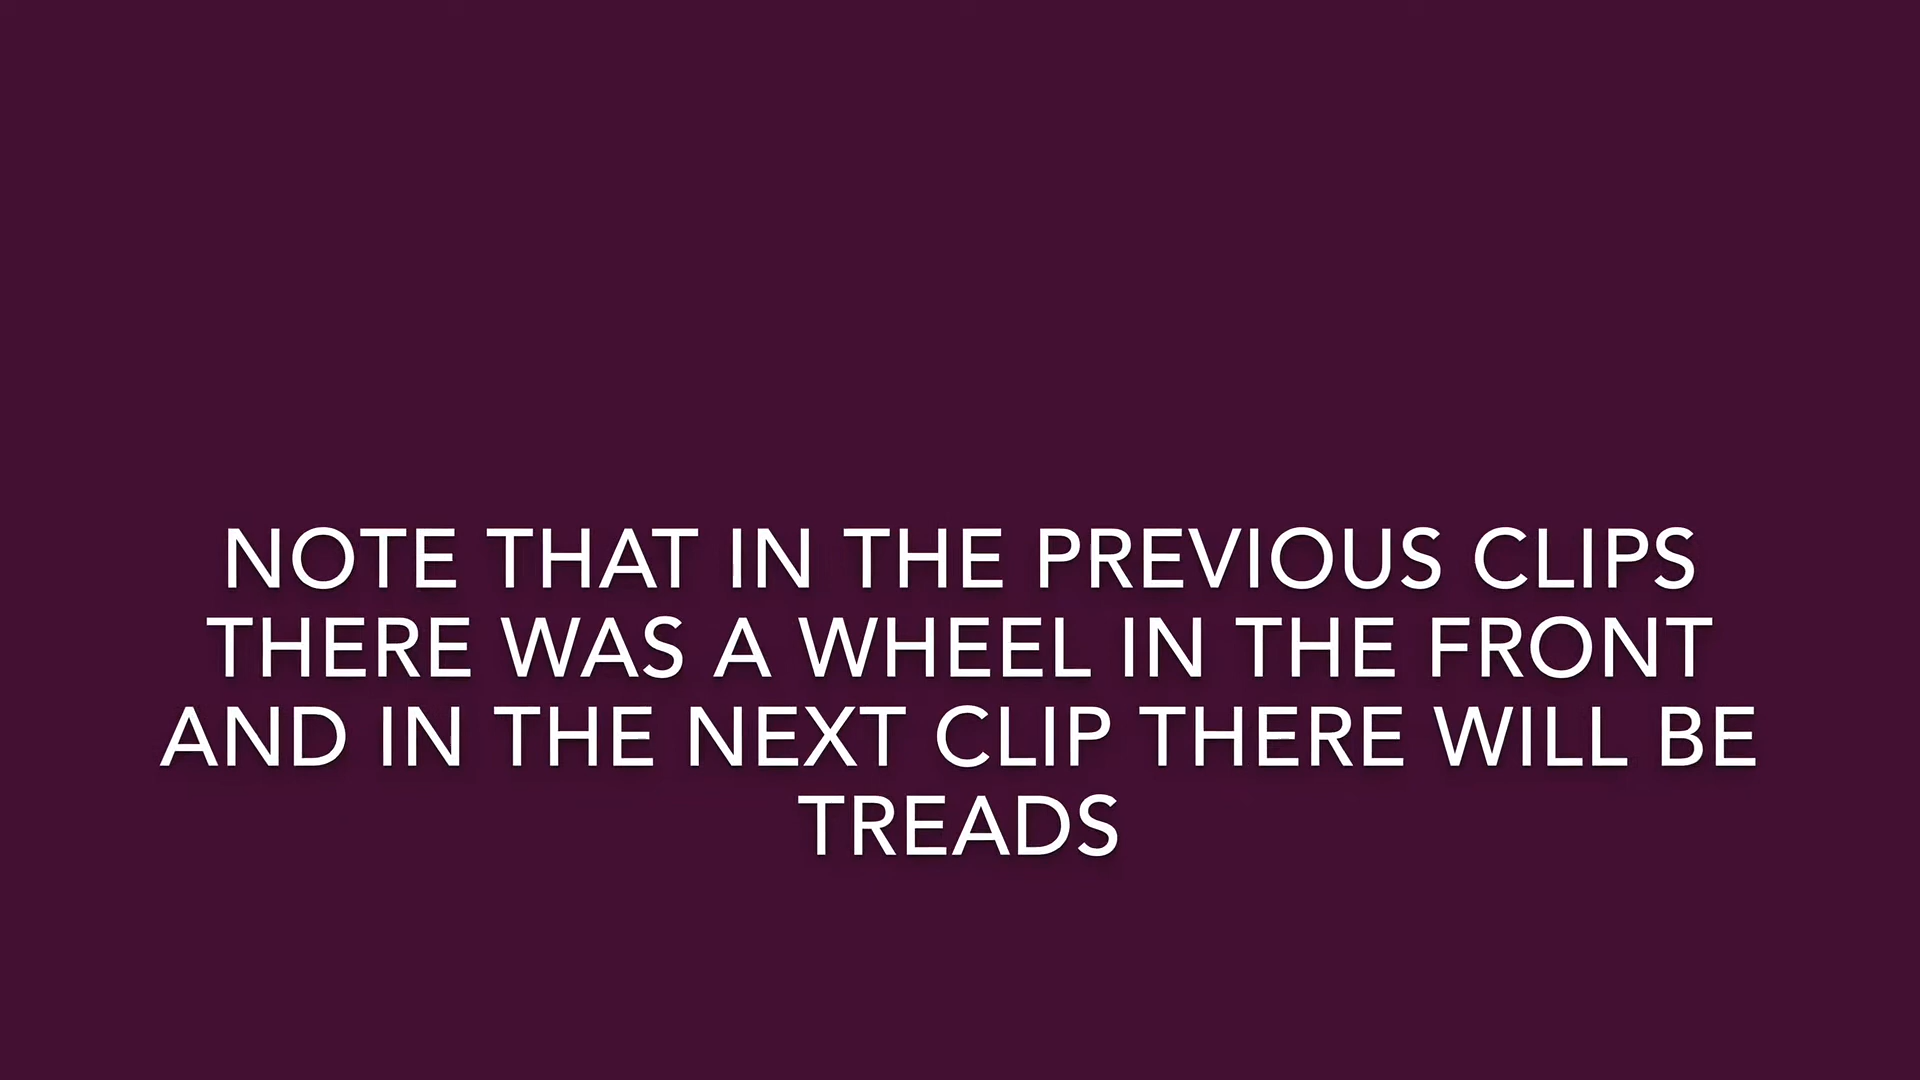 NOTE THAT IN THE PREVIOUS CLIPS
THERE WAS A WHEEL IN THE FRONT
AND IN THE NEXT CLIP THERE WILL BE
TREADS